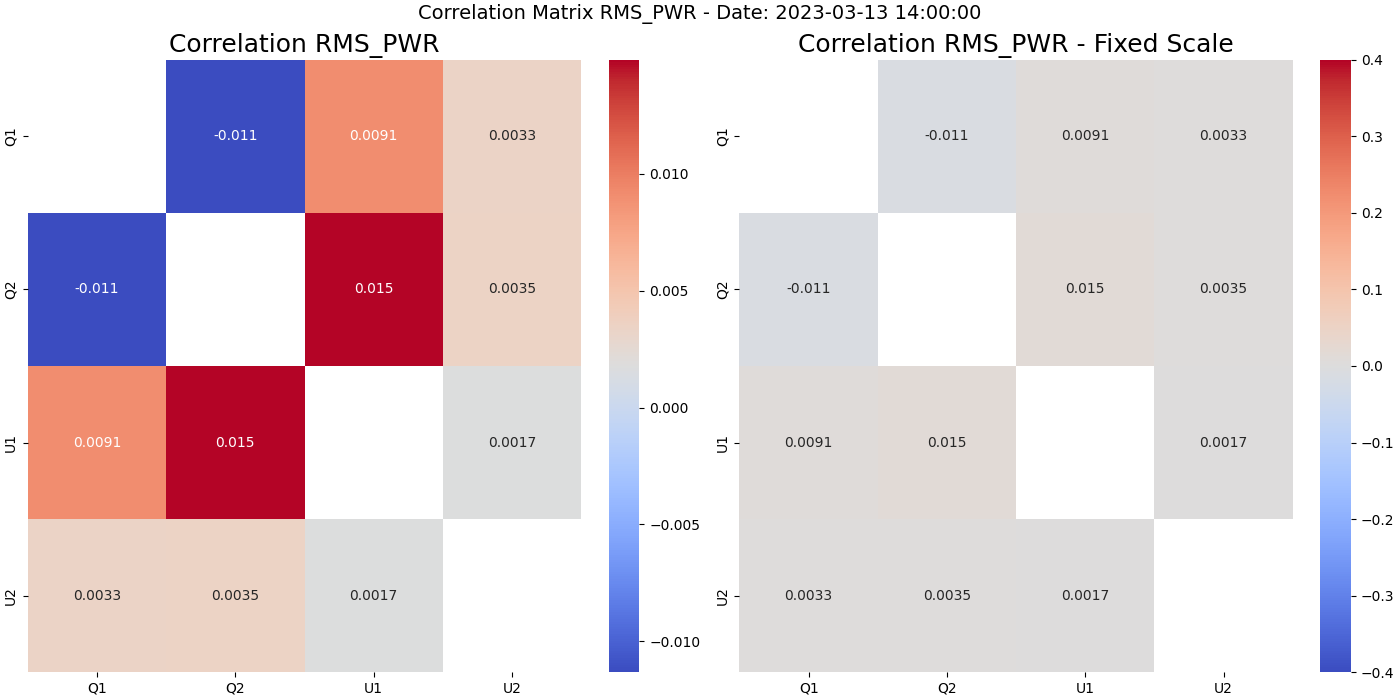 Correlation Matrix RMS_PWR - Date: 2023-03-13 14:00:00
Correlation RMS_PWR
Q1
-0.011
0.0091
0.0033
Q2
-0.011
0.015
0.0035
U1
0.0091
0.015
0.0017
U2
0.0033
0.0035
0.0017
Q1
Q2
U1
U2
0.010
0.005
0.000
−0.005
−0.010
Correlation RMS_PWR - Fixed Scale
Q1
-0.011
0.0091
0.0033
Q2
-0.011
0.015
0.0035
U1
0.0091
0.015
0.0017
U2
0.0033
0.0035
0.0017
Q1
Q2
U1
U2
0.4
0.3
0.2
0.1
0.0
−0.1
−0.2
−0.3
−0.4